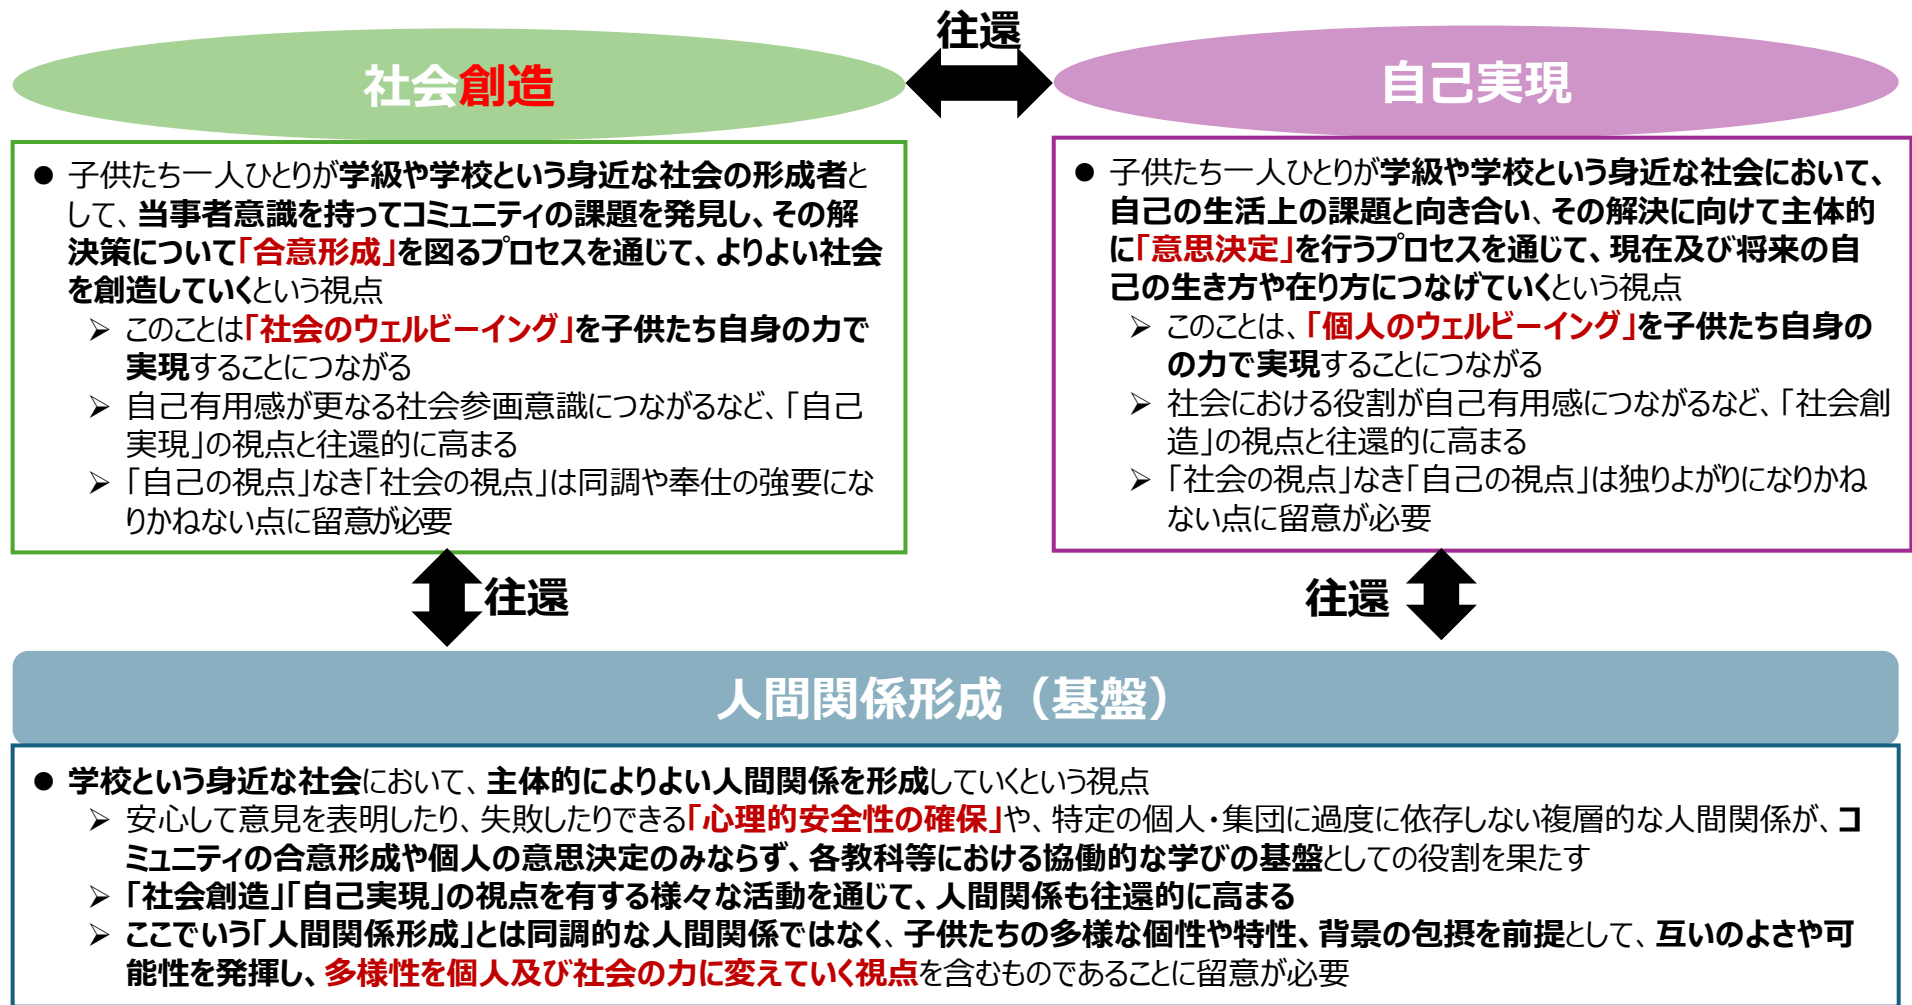 往還
社会創造
自己実現
● 子供たち一人ひとりが学級や学校という身近な社会の形成者と
して、当事者意識を持ってコミュニティの課題を発見し、その解
決策について「合意形成」を図るプロセスを通じて、よりよい社会
を創造していくという視点
➢ このことは「社会のウェルビーイング」を子供たち自身の力で
実現することにつながる
➢ 自己有用感が更なる社会参画意識につながるなど、「自己
実現」の視点と往還的に高まる
➢ 「自己の視点」なき「社会の視点」は同調や奉仕の強要にな
りかねない点に留意が必要
● 子供たち一人ひとりが学級や学校という身近な社会において、
自己の生活上の課題と向き合い、その解決に向けて主体的
に「意思決定」を行うプロセスを通じて、現在及び将来の自
己の生き方や在り方につなげていくという視点
➢ このことは、「個人のウェルビーイング」を子供たち自身の
の力で実現することにつながる
➢ 社会における役割が自己有用感につながるなど、「社会創
造」の視点と往還的に高まる
➢ 「社会の視点」なき「自己の視点」は独りよがりになりかね
ない点に留意が必要
往還
往還
人間関係形成（基盤）
● 学校という身近な社会において、主体的によりよい人間関係を形成していくという視点
➢ 安心して意見を表明したり、失敗したりできる「心理的安全性の確保」や、特定の個人・集団に過度に依存しない複層的な人間関係が、コ
ミュニティの合意形成や個人の意思決定のみならず、各教科等における協働的な学びの基盤としての役割を果たす
➢ 「社会創造」「自己実現」の視点を有する様々な活動を通じて、人間関係も往還的に高まる
➢ ここでいう「人間関係形成」とは同調的な人間関係ではなく、子供たちの多様な個性や特性、背景の包摂を前提として、互いのよさや可
能性を発揮し、多様性を個人及び社会の力に変えていく視点を含むものであることに留意が必要